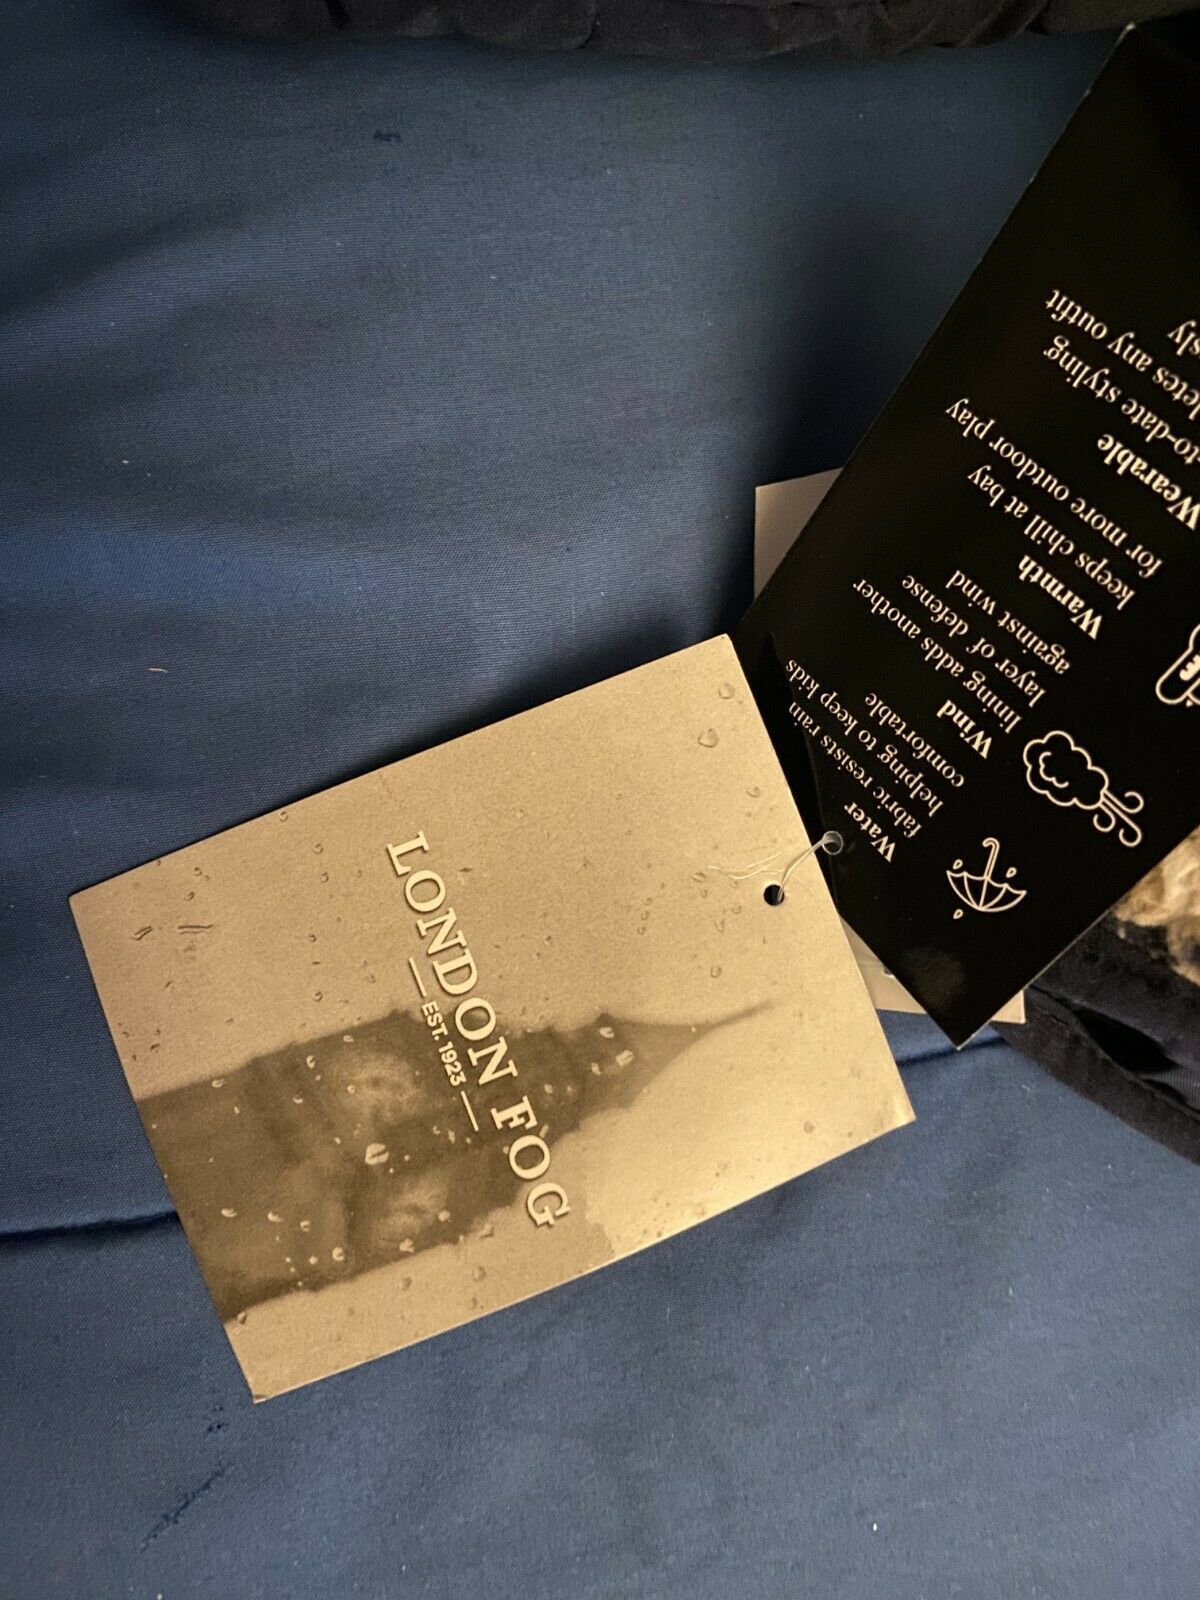 LONDON FOG
EST. 1923
Water
fabric resists rain
helping to keep kids
comfortable
Wind
lining adds another
layer of defense
against wind
Warmth
keeps chill at bay
for more outdoor play
Wearable
to-date styling
letes any outfit
sly